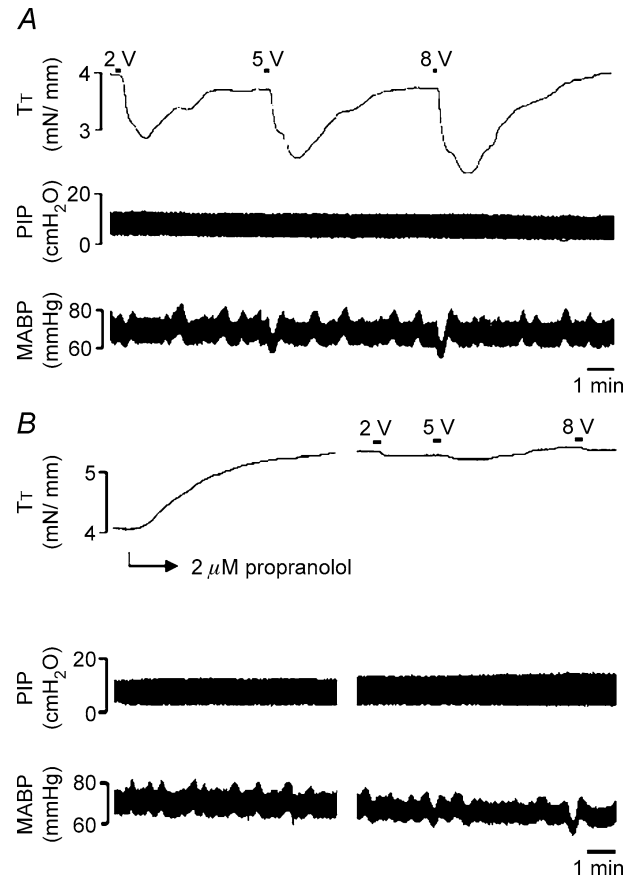 A
2 V 5 V 8 V
TT
(mN/ mm)
4
3
PIP
(cmH2O)
20
0
MABP
(mmHg)
80
60
1 min
B
2 V 5 V 8 V
TT
(mN/ mm)
5
4
2 μM propranolol
PIP
(cmH2O)
20
0
MABP
(mmHg)
80
60
1 min